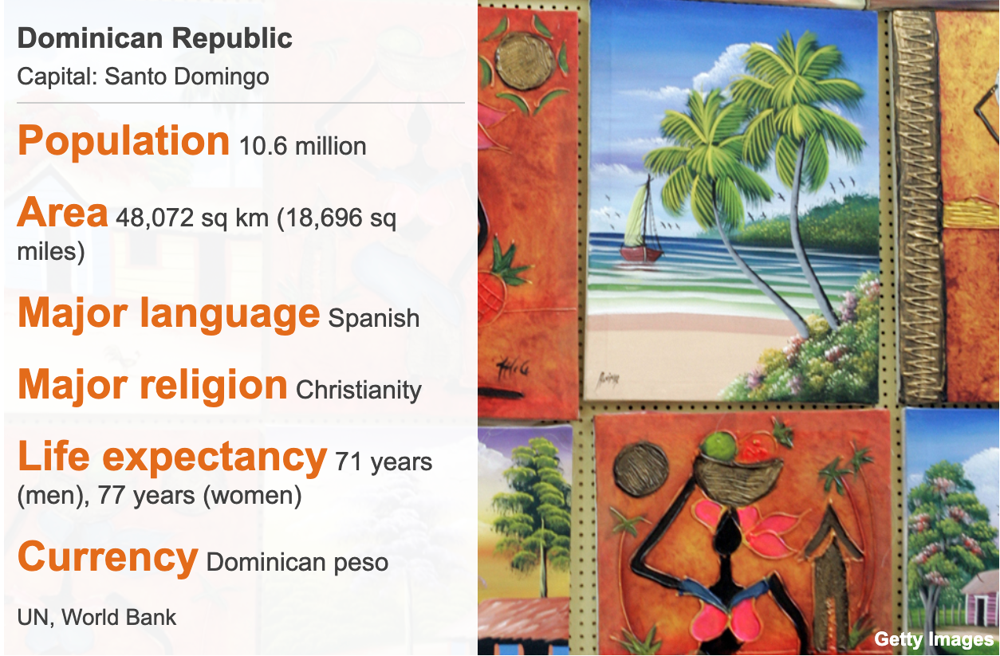 Dominican Republic
Capital: Santo Domingo
Population 10.6 million
Area 48,072 sq km (18,696 sq
miles)
Major language Spanish
Major religion Christianity
Life expectancy 71 years
(men), 77 years (women)
Currency Dominican peso
UN, World Bank
Getty Images